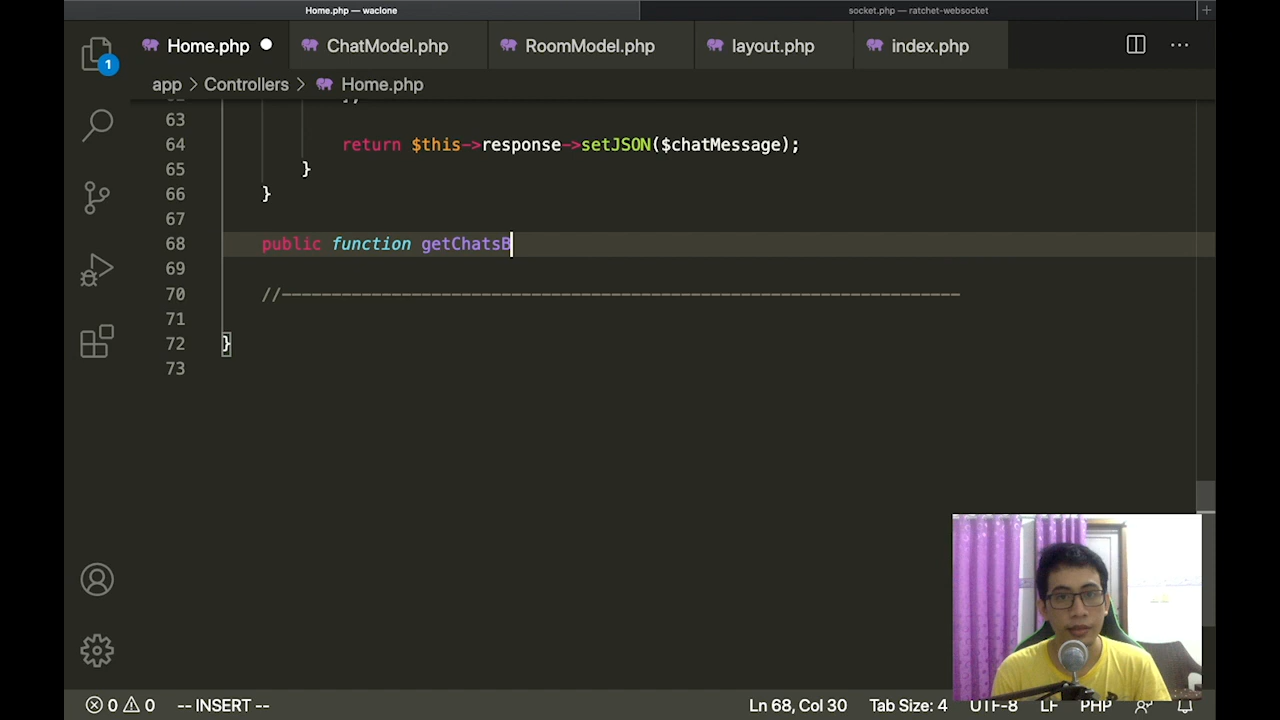 Home.php — waclone
socket.php — ratchet-websocket
Home.php
ChatModel.php
RoomModel.php
layout.php
index.php
1
app > Controllers > Home.php
63
64 return $this->response->setJSON($chatMessage);
65 }
66 }
67
68 public function getChatsB
69
70 //--------------------------------------------------------------------
71
72 }
73
0 0 -- INSERT -- Ln 68, Col 30 Tab Size: 4 UTF-8 LF PHP